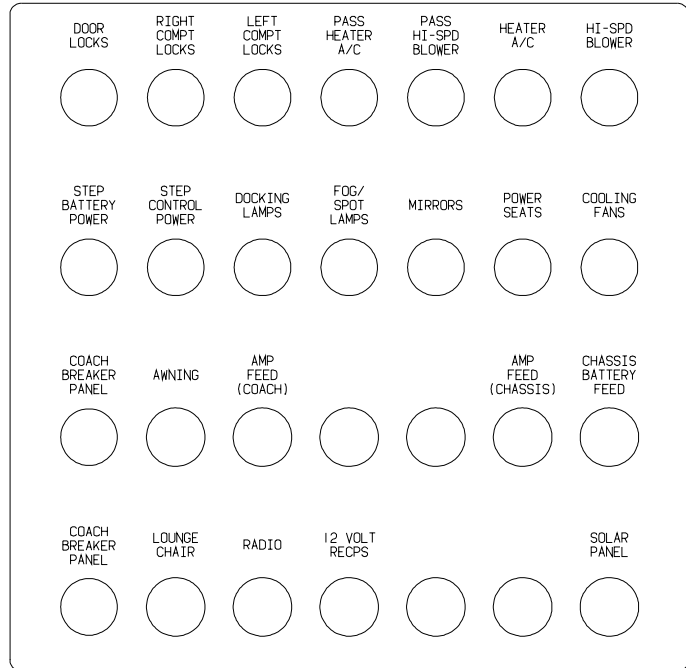 DOOR
LOCKS
RIGHT
COMPT
LOCKS
LEFT
COMPT
LOCKS
PASS
HEATER
A/C
PASS
HI-SPD
BLOWER
HEATER
A/C
HI-SPD
BLOWER
STEP
BATTERY
POWER
STEP
CONTROL
POWER
DOCKING
LAMPS
FOG/
SPOT
LAMPS
MIRRORS
POWER
SEATS
COOLING
FANS
COACH
BREAKER
PANEL
AWNING
AMP
FEED
(COACH)
AMP
FEED
(CHASSIS)
CHASSIS
BATTERY
FEED
COACH
BREAKER
PANEL
LOUNGE
CHAIR
RADIO
12 VOLT
RECPS
SOLAR
PANEL